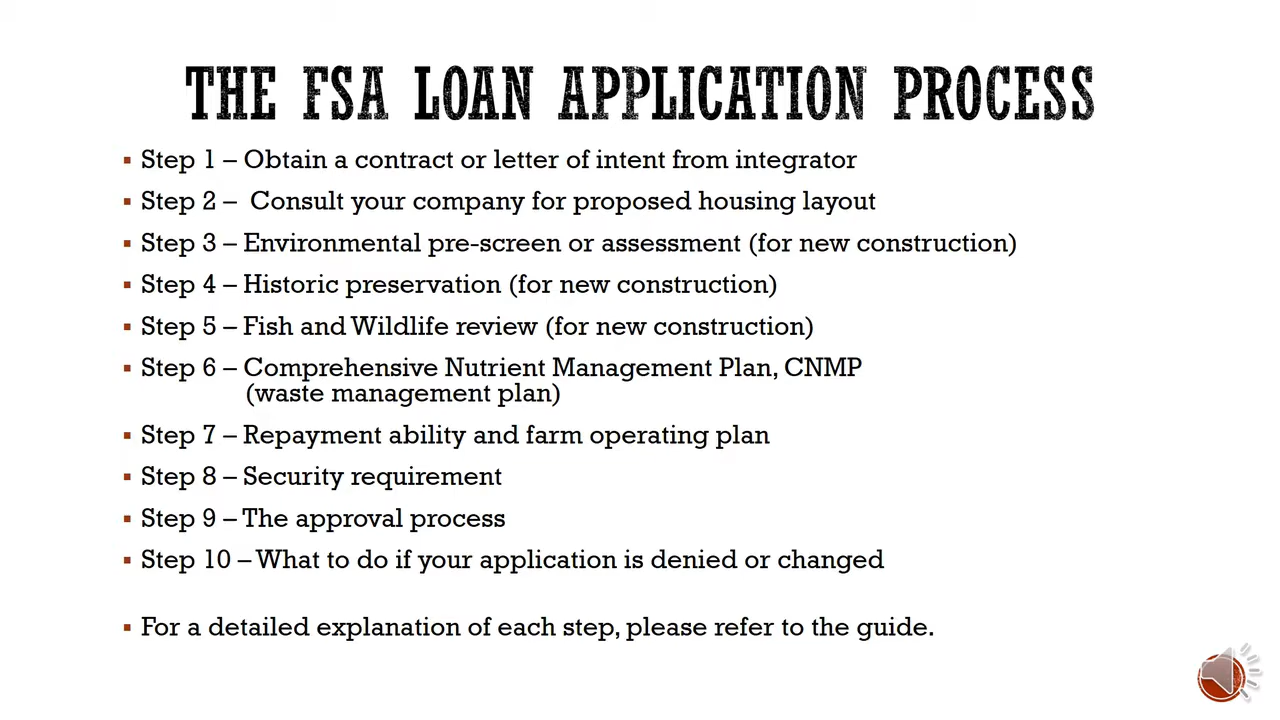 THE FSA LOAN APPLICATION PROCESS
▪ Step 1 – Obtain a contract or letter of intent from integrator
▪ Step 2 – Consult your company for proposed housing layout
▪ Step 3 – Environmental pre-screen or assessment (for new construction)
▪ Step 4 – Historic preservation (for new construction)
▪ Step 5 – Fish and Wildlife review (for new construction)
▪ Step 6 – Comprehensive Nutrient Management Plan, CNMP
(waste management plan)
▪ Step 7 – Repayment ability and farm operating plan
▪ Step 8 – Security requirement
▪ Step 9 – The approval process
▪ Step 10 – What to do if your application is denied or changed
▪ For a detailed explanation of each step, please refer to the guide.